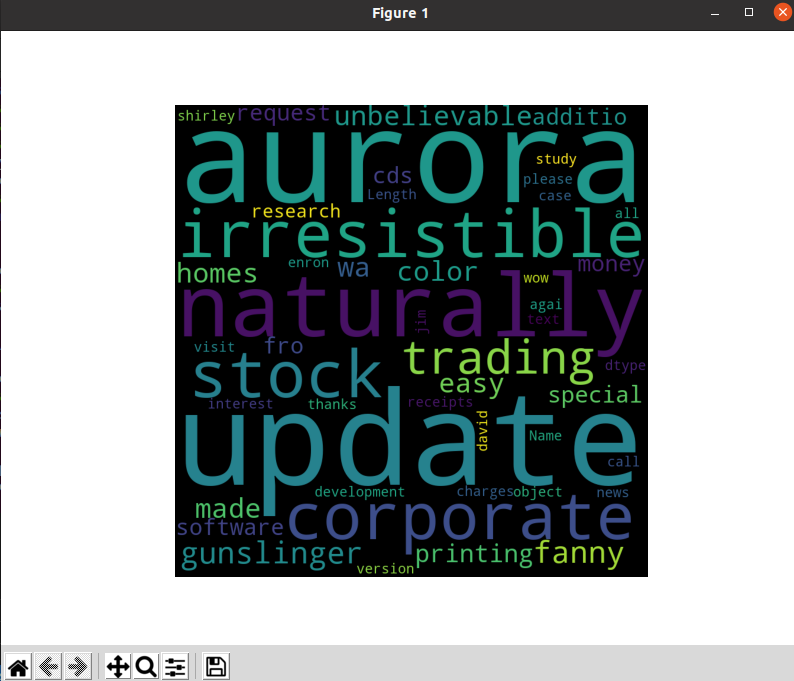 Figure 1
shirley request unbelievable additio
aurora
study
cds please
Length case
research all
irresistible
enron
homes wa color money
wow
naturally
agai
jim text
visit fro trading dtype
stock easy special
interest thanks receipts
david
update
Name
call
development charges object news
made
software corporate
gunslinger printing fanny
version